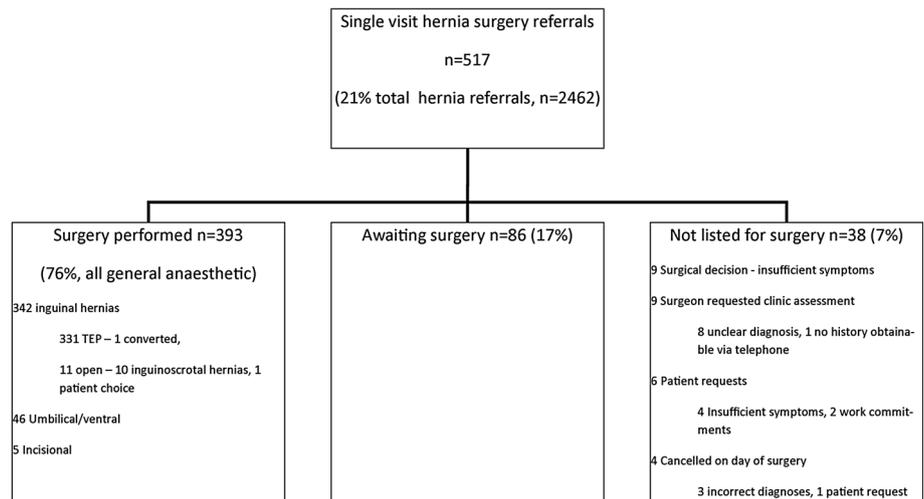 Single visit hernia surgery referrals
n=517
(21% total hernia referrals, n=2462)
Surgery performed n=393
(76%, all general anaesthetic)
342 inguinal hernias
331 TEP – 1 converted,
11 open – 10 inguinoscrotal hernias, 1
patient choice
46 Umbilical/ventral
5 Incisional
Awaiting surgery n=86 (17%)
Not listed for surgery n=38 (7%)
9 Surgical decision - insufficient symptoms
9 Surgeon requested clinic assessment
8 unclear diagnosis, 1 no history obtaina-
ble via telephone
6 Patient requests
4 Insufficient symptoms, 2 work commit-
ments
4 Cancelled on day of surgery
3 incorrect diagnoses, 1 patient request